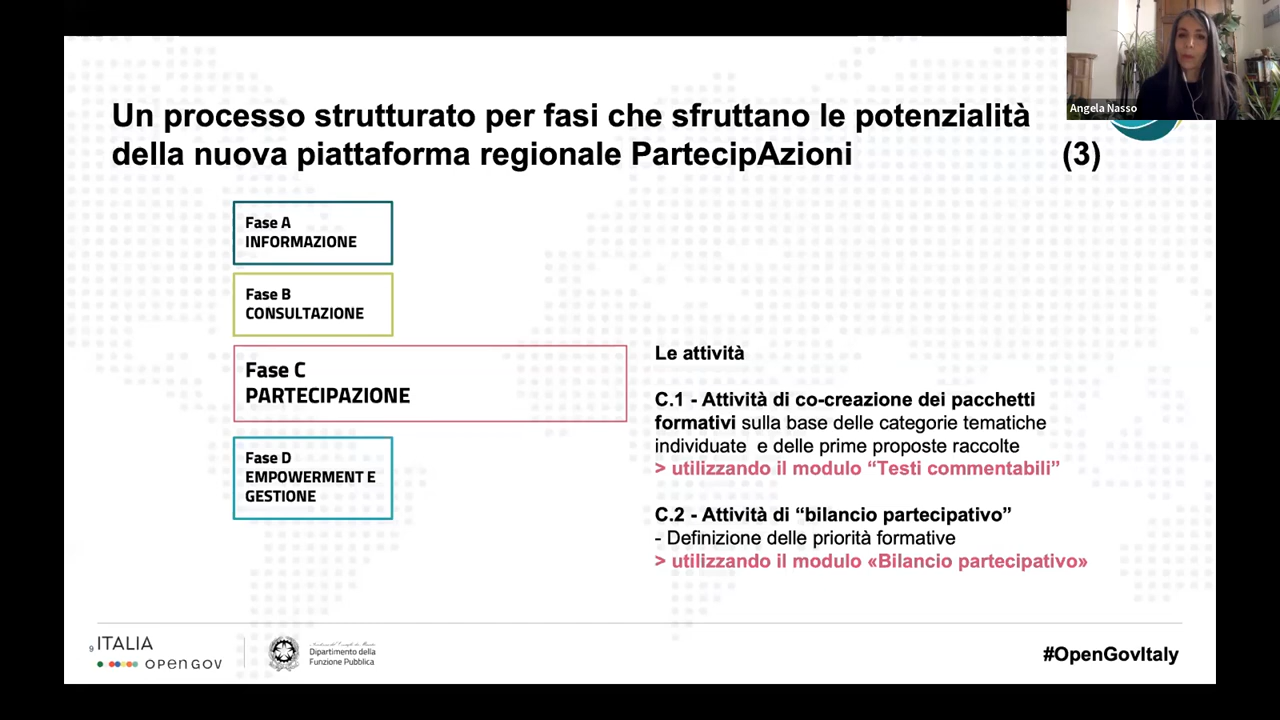 Angela Nasso
Un processo strutturato per fasi che sfruttano le potenzialità
della nuova piattaforma regionale PartecipAzioni (3)
Fase A
INFORMAZIONE
Fase B
CONSULTAZIONE
Fase C
PARTECIPAZIONE
Fase D
EMPOWERMENT E
GESTIONE
Le attività
C.1 - Attività di co-creazione dei pacchetti
formativi sulla base delle categorie tematiche
individuate e delle prime proposte raccolte
> utilizzando il modulo “Testi commentabili”
C.2 - Attività di “bilancio partecipativo”
- Definizione delle priorità formative
> utilizzando il modulo «Bilancio partecipativo»
9
ITALIA
OPEN GOV
Dipartimento della
Funzione Pubblica
#OpenGovItaly